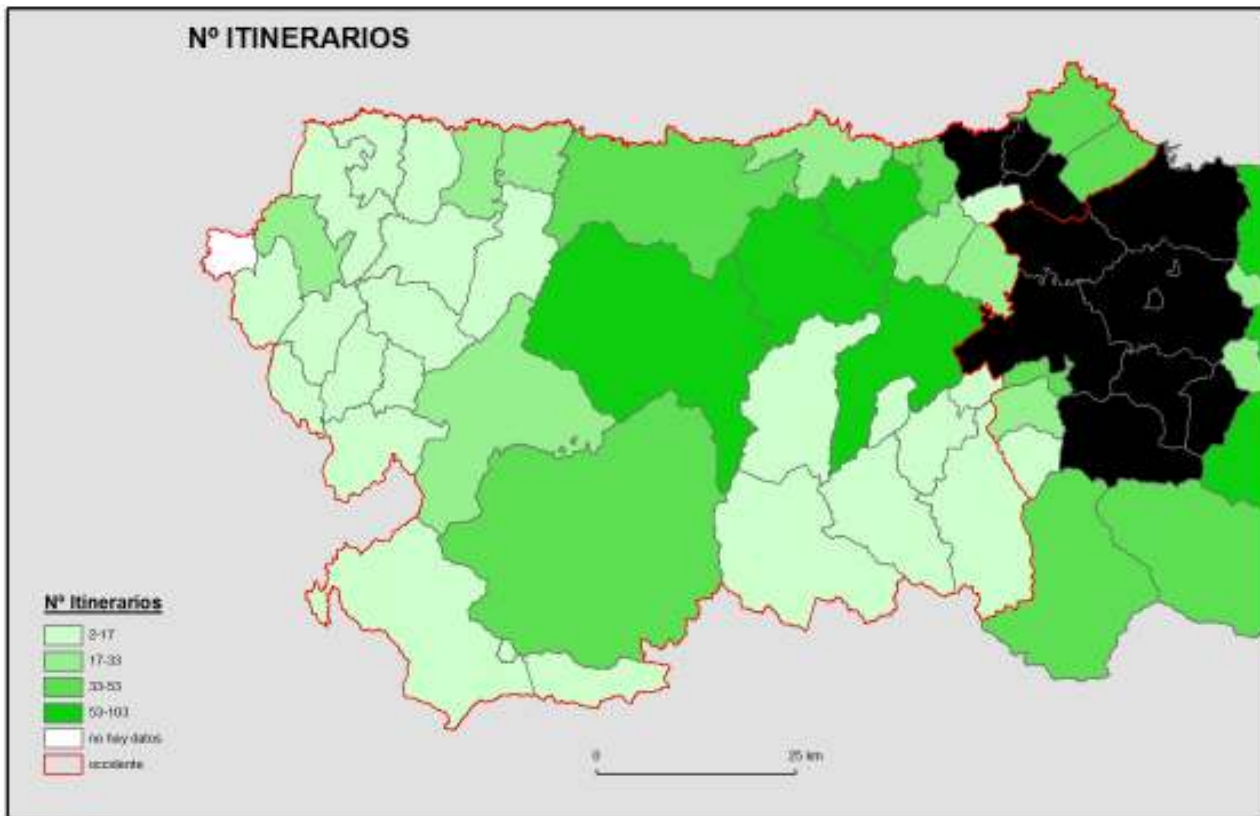 Nº ITINERARIOS
Nº Itinerarios
2-17
17-33
33-53
53-103
no hay datos
occidente
0 25 km